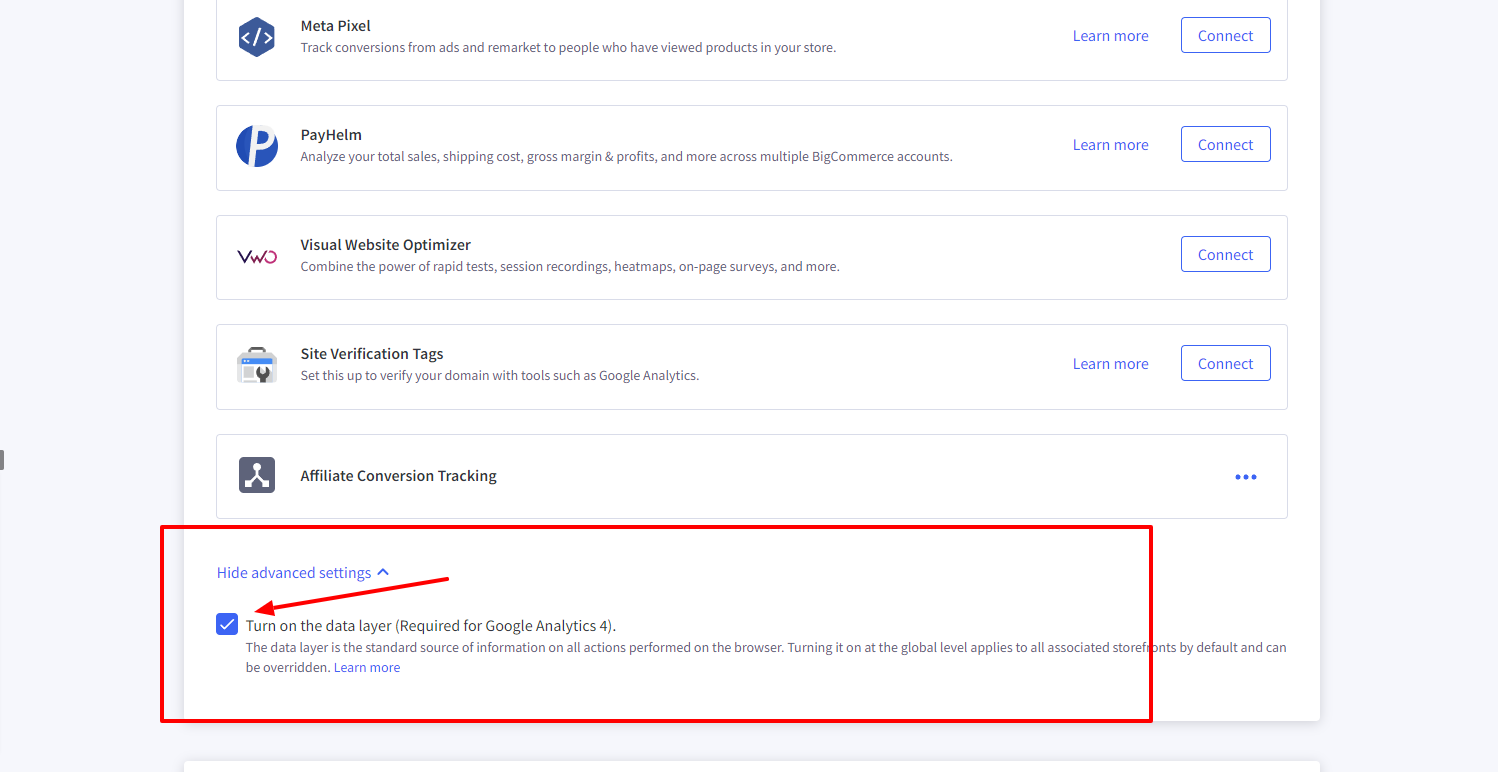 Meta Pixel
Learn more
Connect
Track conversions from ads and remarket to people who have viewed products in your store.
PayHelm
Learn more
Connect
Analyze your total sales, shipping cost, gross margin & profits, and more across multiple BigCommerce accounts.
VWO
Visual Website Optimizer
Connect
Combine the power of rapid tests, session recordings, heatmaps, on-page surveys, and more.
Site Verification Tags
Learn more
Connect
Set this up to verify your domain with tools such as Google Analytics.
Affiliate Conversion Tracking
Hide advanced settings
Turn on the data layer (Required for Google Analytics 4).
The data layer is the standard source of information on all actions performed on the browser. Turning it on at the global level applies to all associated storefronts by default and can
be overridden. Learn more